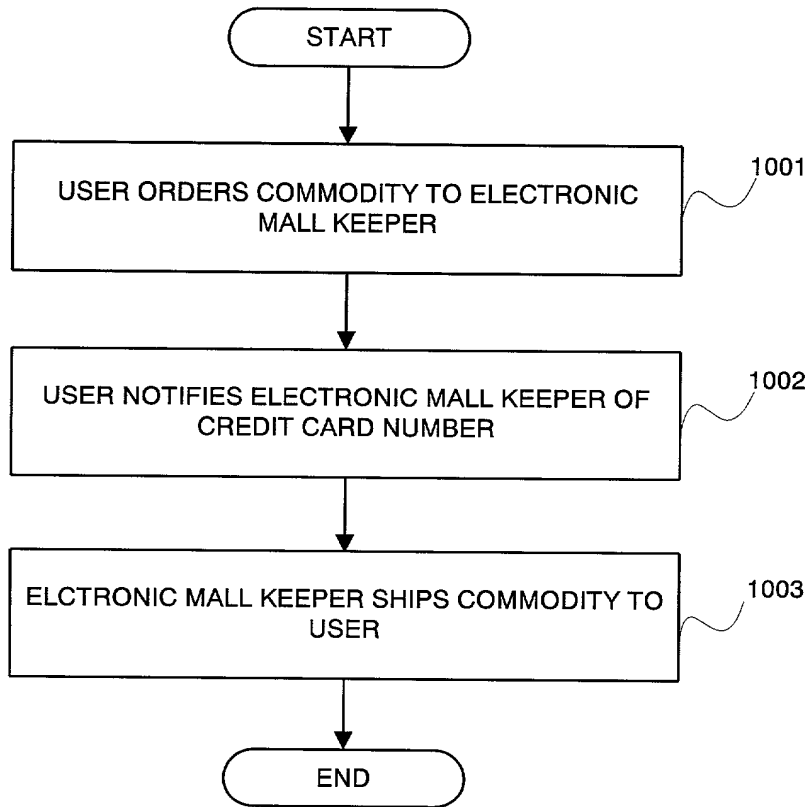 START
USER ORDERS COMMODITY TO ELECTRONIC
MALL KEEPER
1001
USER NOTIFIES ELECTRONIC MALL KEEPER OF
CREDIT CARD NUMBER
1002
ELCTRONIC MALL KEEPER SHIPS COMMODITY TO
USER
1003
END